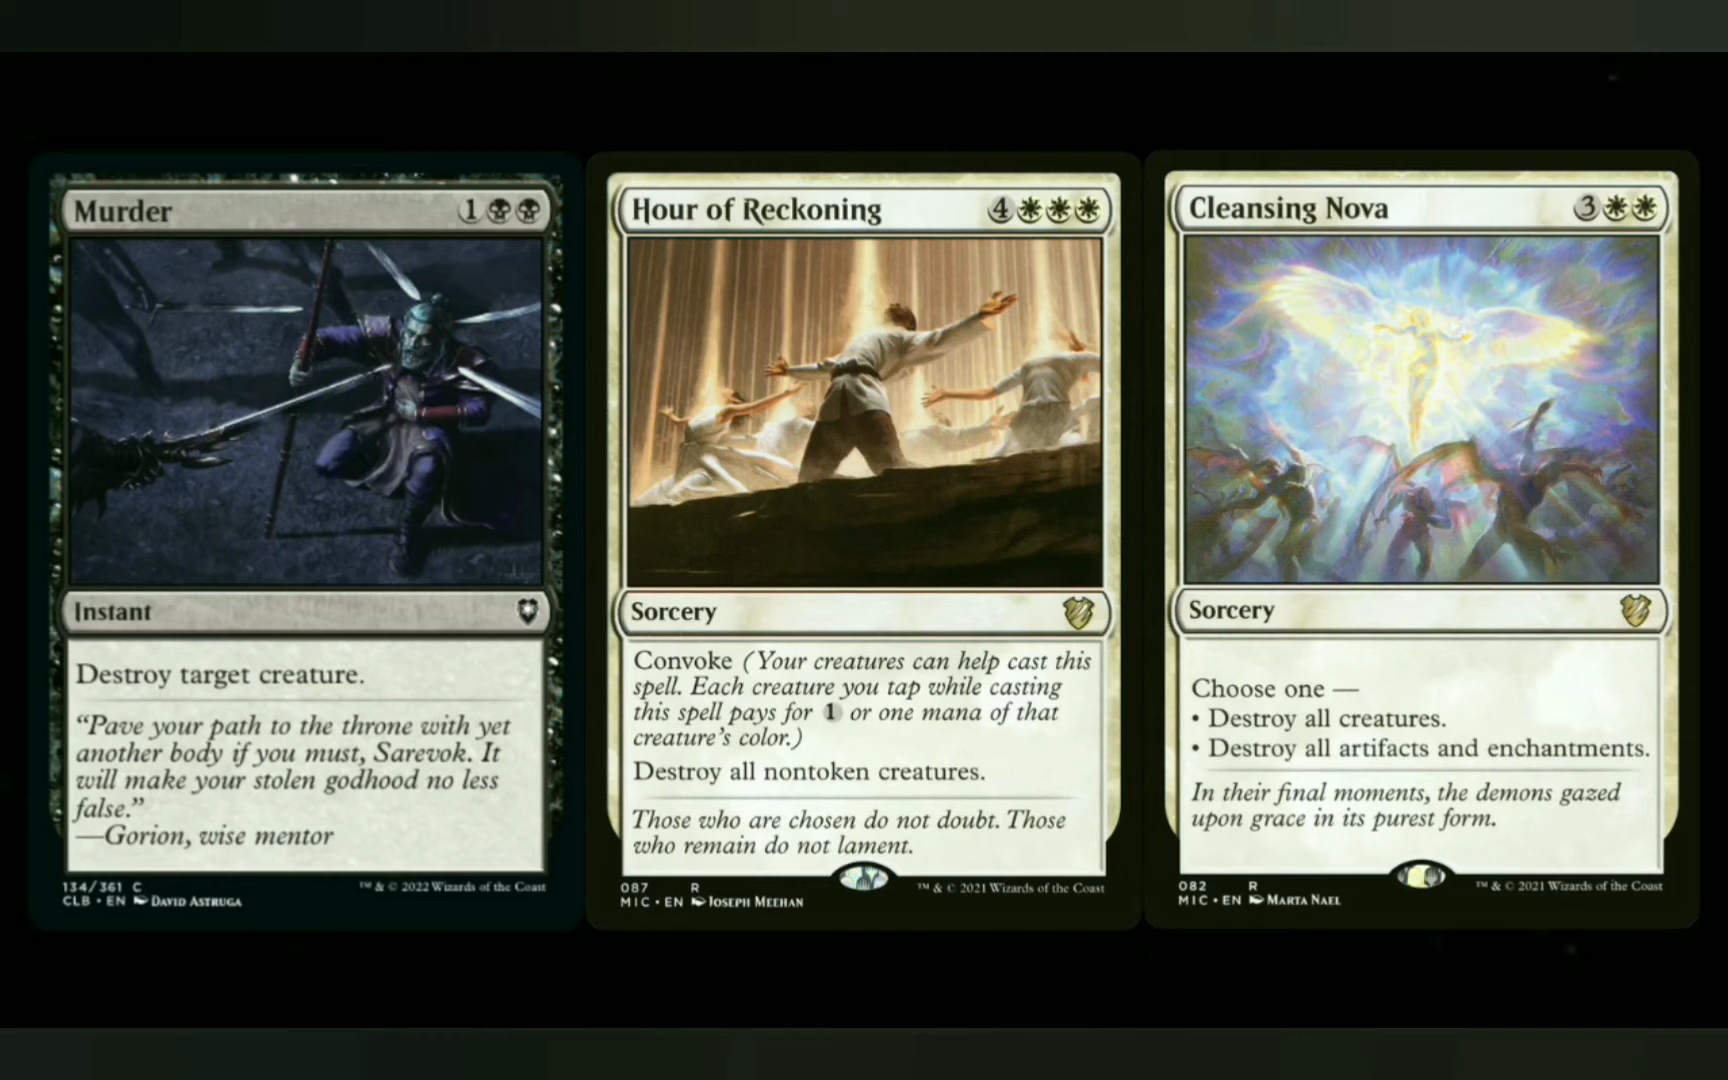 Murder 1
Instant
Destroy target creature.
“Pave your path to the throne with yet
another body if you must, Sarevok. It
will make your stolen godhood no less
false.”
—Gorion, wise mentor
134/361 C
CLB • EN DAVID ASTRUGA
™ & © 2022 Wizards of the Coast
Hour of Reckoning 4
Sorcery
Convoke (Your creatures can help cast this
spell. Each creature you tap while casting
this spell pays for 1 or one mana of that
creature’s color.)
Destroy all nontoken creatures.
Those who are chosen do not doubt. Those
who remain do not lament.
087 R
MIC • EN JOSEPH MEEHAN
™ & © 2021 Wizards of the Coast
Cleansing Nova 3
Sorcery
Choose one —
• Destroy all creatures.
• Destroy all artifacts and enchantments.
In their final moments, the demons gazed
upon grace in its purest form.
082 R
MIC • EN MARTA NAEL
™ & © 2021 Wizards of the Coast